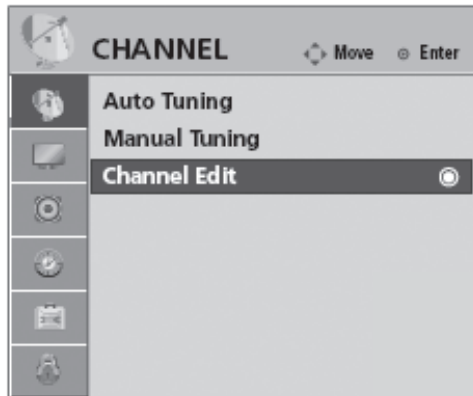 CHANNEL Move Enter
Auto Tuning
Manual Tuning
Channel Edit